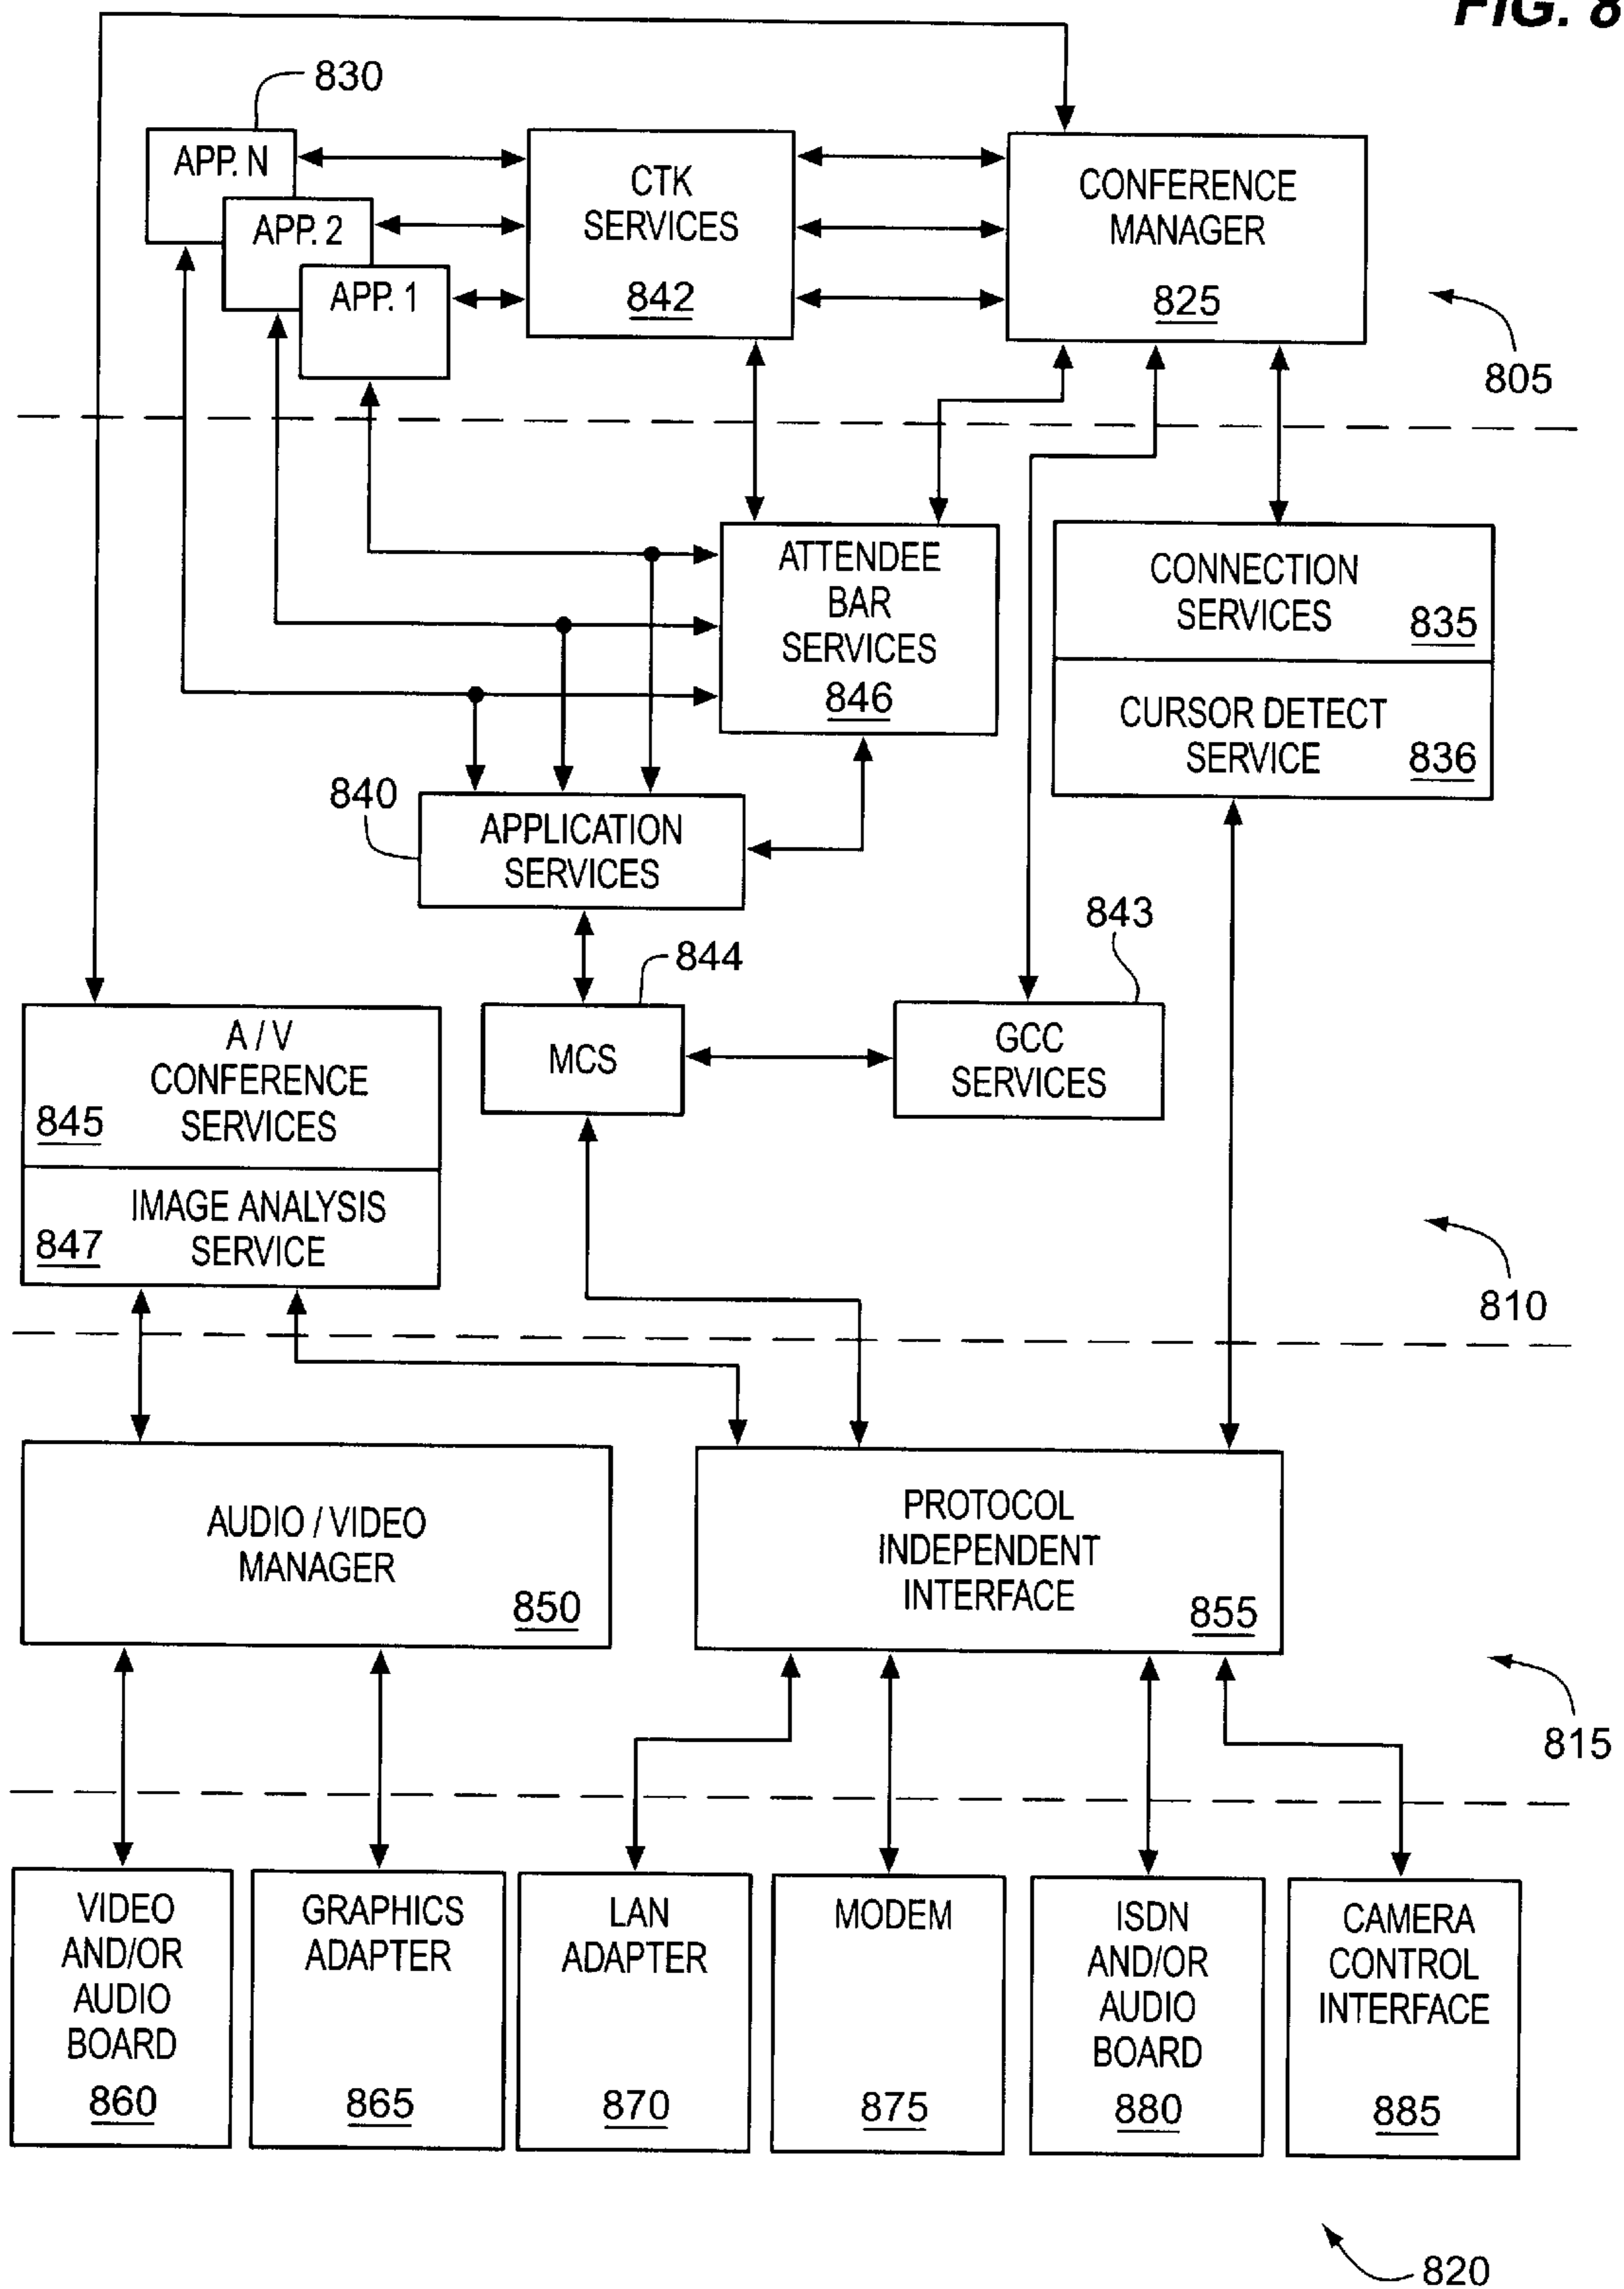 FIG. 8
830
APP. N
APP. 2
APP. 1
CTK
SERVICES
842
CONFERENCE
MANAGER
825
805
ATTENDEE
BAR
SERVICES
846
CONNECTION
SERVICES
835
CURSOR DETECT
SERVICE
836
840
APPLICATION
SERVICES
844
MCS
843
GCC
SERVICES
A / V
CONFERENCE
SERVICES
845
IMAGE ANALYSIS
SERVICE
847
810
AUDIO / VIDEO
MANAGER
850
PROTOCOL
INDEPENDENT
INTERFACE
855
815
VIDEO
AND/OR
AUDIO
BOARD
860
GRAPHICS
ADAPTER
865
LAN
ADAPTER
870
MODEM
875
ISDN
AND/OR
AUDIO
BOARD
880
CAMERA
CONTROL
INTERFACE
885
820